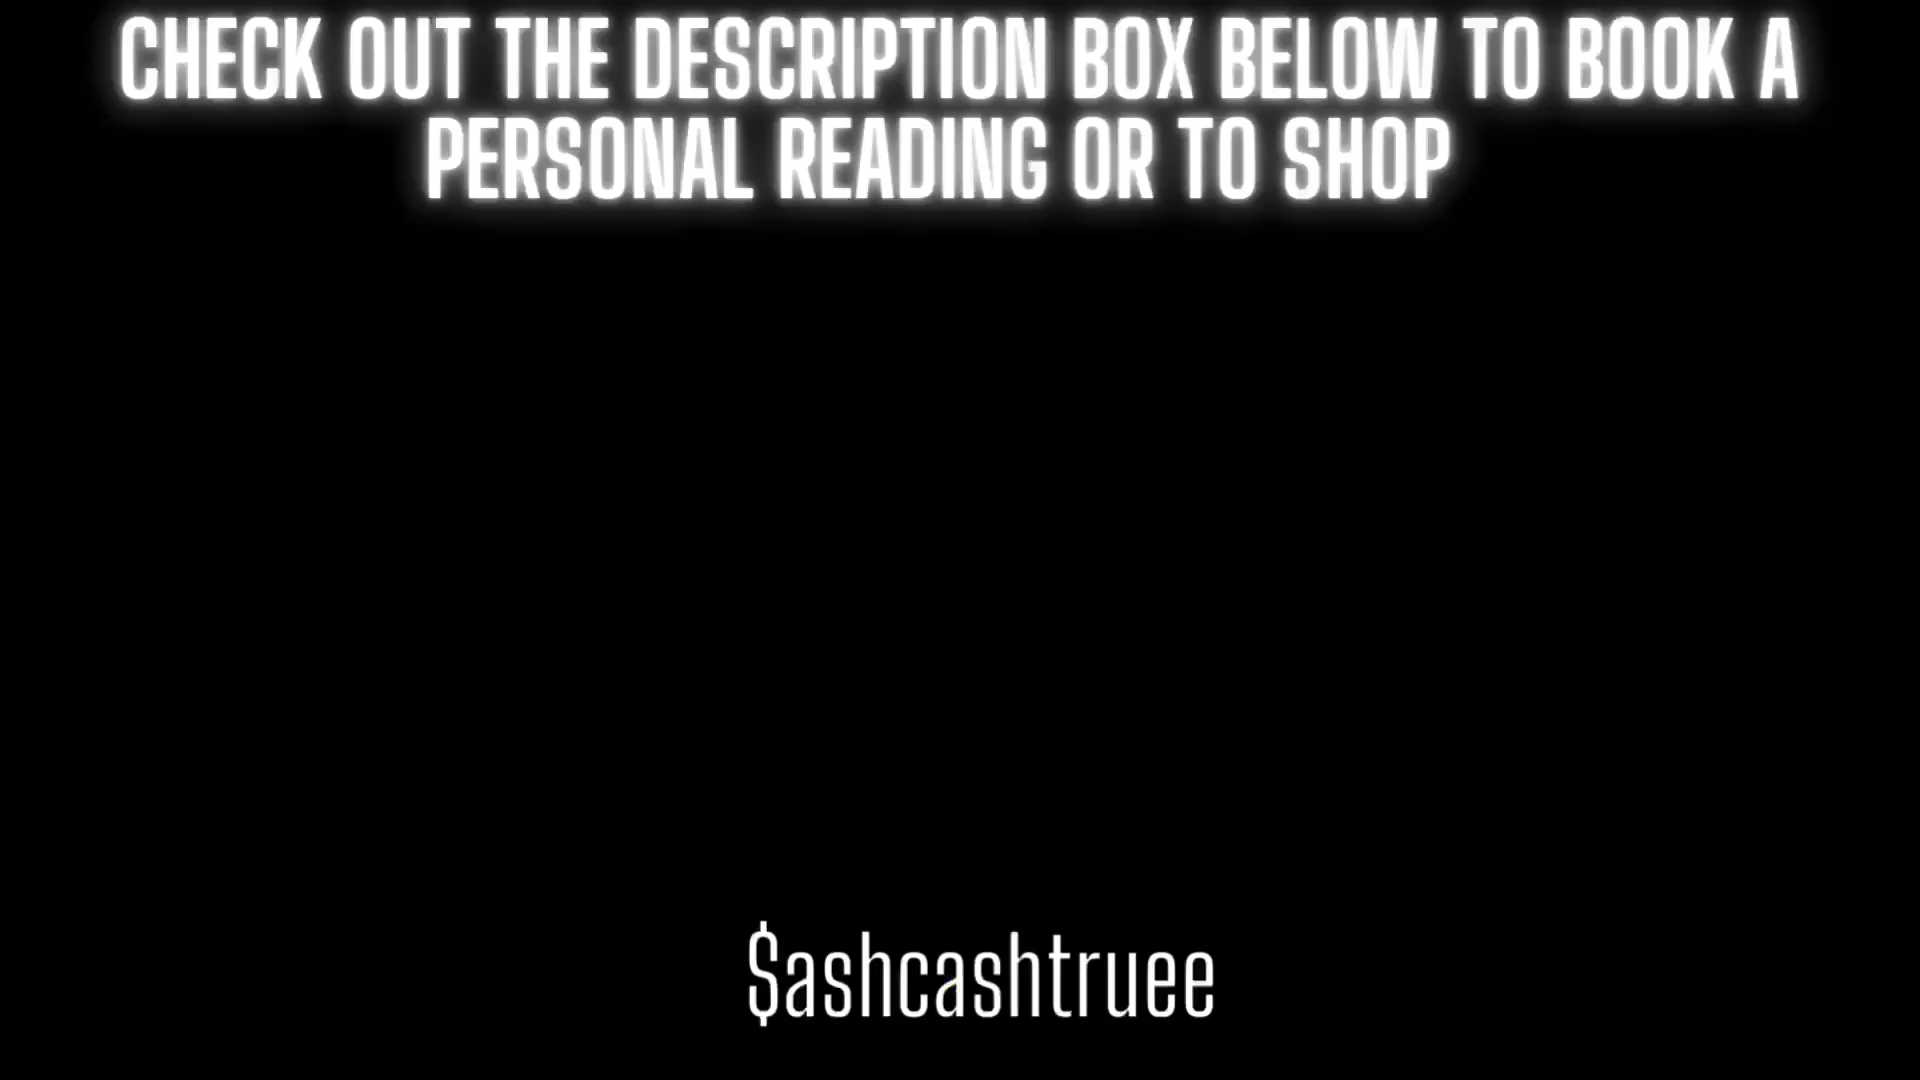 CHECK OUT THE DESCRIPTION BOX BELOW TO BOOK A
PERSONAL READING OR TO SHOP
$ashcashtruee